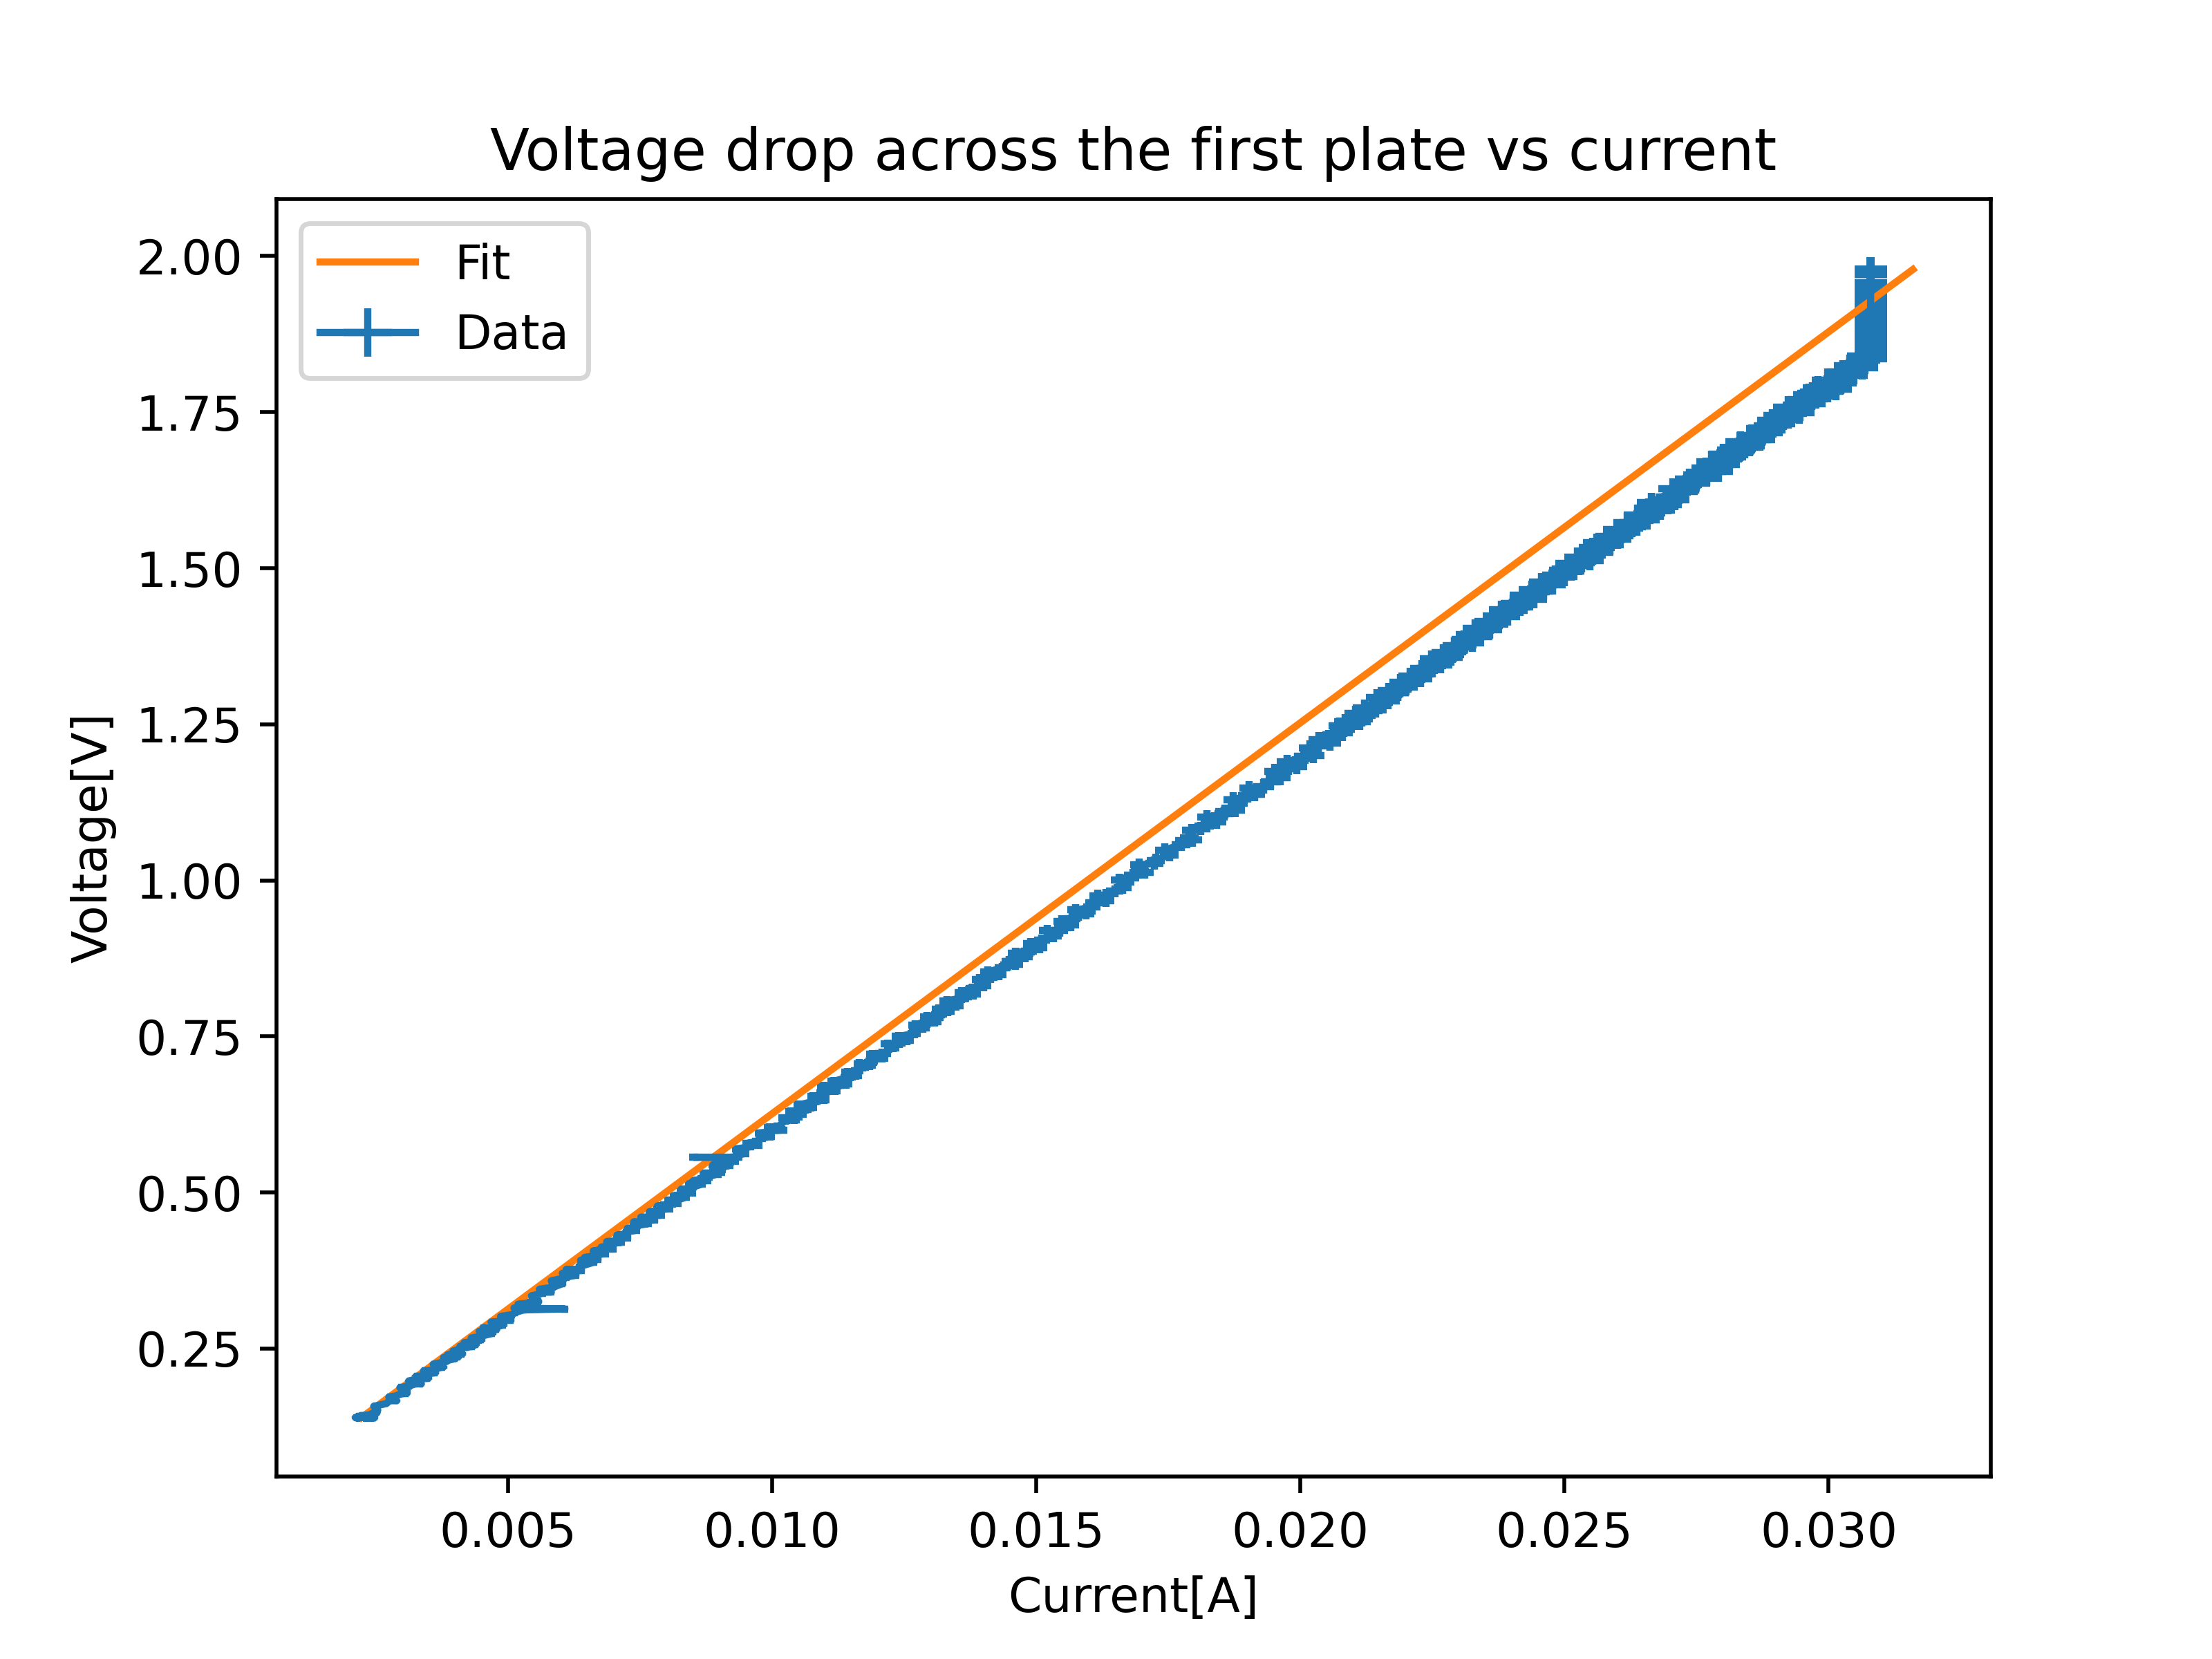 Voltage drop across the first plate vs current
Fit
Data
2.00
1.75
1.50
1.25
1.00
0.75
0.50
0.25
Voltage[V]
0.005 0.010 0.015 0.020 0.025 0.030
Current[A]